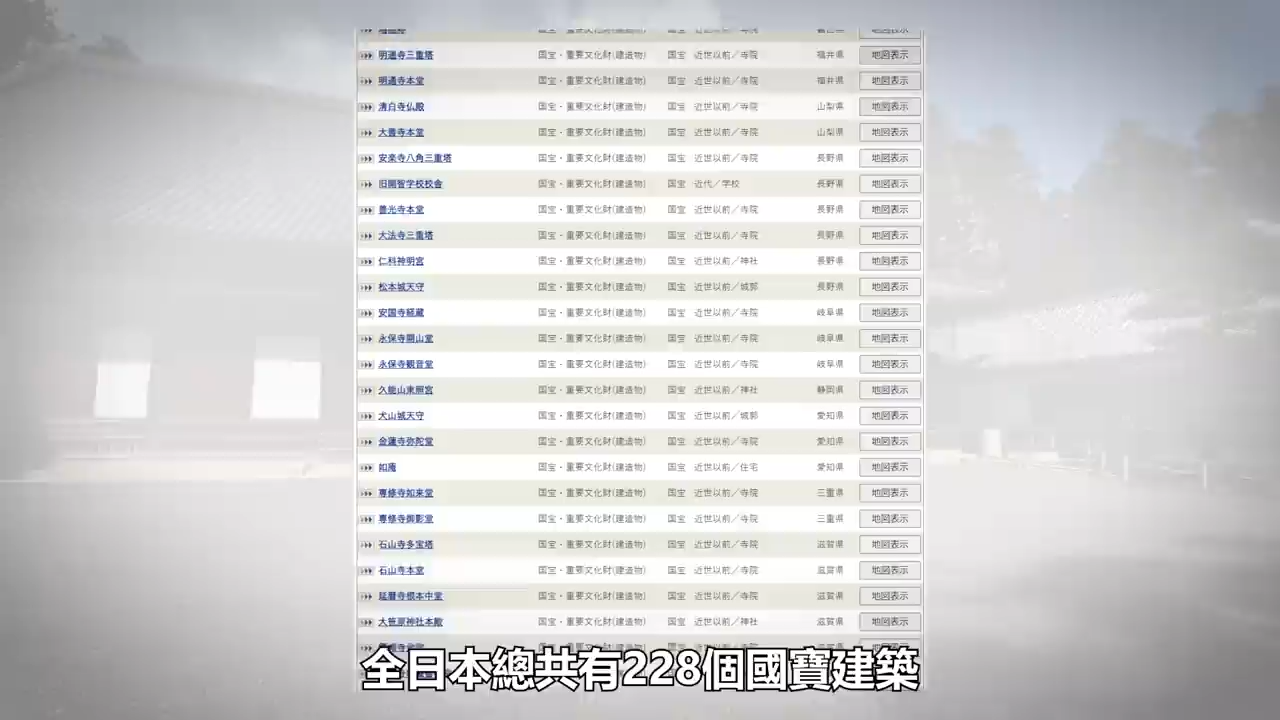 明通寺三重塔 国宝・重要文化財(建造物) 国宝 近世以前／寺院 福井県 地図表示
明通寺本堂 国宝・重要文化財(建造物) 国宝 近世以前／寺院 福井県 地図表示
清白寺仏殿 国宝・重要文化財(建造物) 国宝 近世以前／寺院 山梨県 地図表示
大善寺本堂 国宝・重要文化財(建造物) 国宝 近世以前／寺院 山梨県 地図表示
安楽寺八角三重塔 国宝・重要文化財(建造物) 国宝 近世以前／寺院 長野県 地図表示
旧開智学校校舎 国宝・重要文化財(建造物) 国宝 近代／学校 長野県 地図表示
善光寺本堂 国宝・重要文化財(建造物) 国宝 近世以前／寺院 長野県 地図表示
大法寺三重塔 国宝・重要文化財(建造物) 国宝 近世以前／寺院 長野県 地図表示
仁科神明宮 国宝・重要文化財(建造物) 国宝 近世以前／神社 長野県 地図表示
松本城天守 国宝・重要文化財(建造物) 国宝 近世以前／城郭 長野県 地図表示
安国寺経蔵 国宝・重要文化財(建造物) 国宝 近世以前／寺院 岐阜県 地図表示
永保寺開山堂 国宝・重要文化財(建造物) 国宝 近世以前／寺院 岐阜県 地図表示
永保寺観音堂 国宝・重要文化財(建造物) 国宝 近世以前／寺院 岐阜県 地図表示
久能山東照宮 国宝・重要文化財(建造物) 国宝 近世以前／神社 静岡県 地図表示
犬山城天守 国宝・重要文化財(建造物) 国宝 近世以前／城郭 愛知県 地図表示
金蓮寺弥陀堂 国宝・重要文化財(建造物) 国宝 近世以前／寺院 愛知県 地図表示
如庵 国宝・重要文化財(建造物) 国宝 近世以前／住宅 愛知県 地図表示
専修寺如来堂 国宝・重要文化財(建造物) 国宝 近世以前／寺院 三重県 地図表示
専修寺御影堂 国宝・重要文化財(建造物) 国宝 近世以前／寺院 三重県 地図表示
石山寺多宝塔 国宝・重要文化財(建造物) 国宝 近世以前／寺院 滋賀県 地図表示
石山寺本堂 国宝・重要文化財(建造物) 国宝 近世以前／寺院 滋賀県 地図表示
延暦寺根本中堂 国宝・重要文化財(建造物) 国宝 近世以前／寺院 滋賀県 地図表示
大笹原神社本殿 国宝・重要文化財(建造物) 国宝 近世以前／神社 滋賀県 地図表示
全日本總共有228個國寶建築